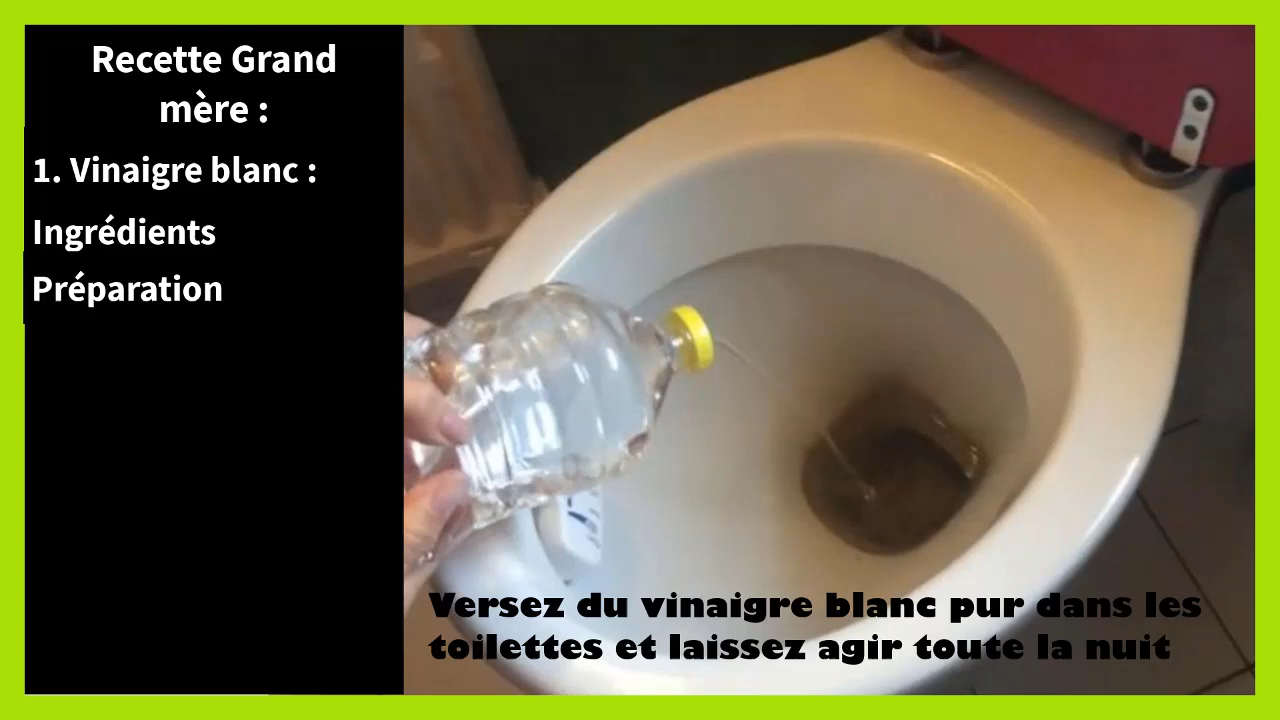 Recette Grand
mère :
1. Vinaigre blanc :
Ingrédients
Préparation
Versez du vinaigre blanc pur dans les
toilettes et laissez agir toute la nuit